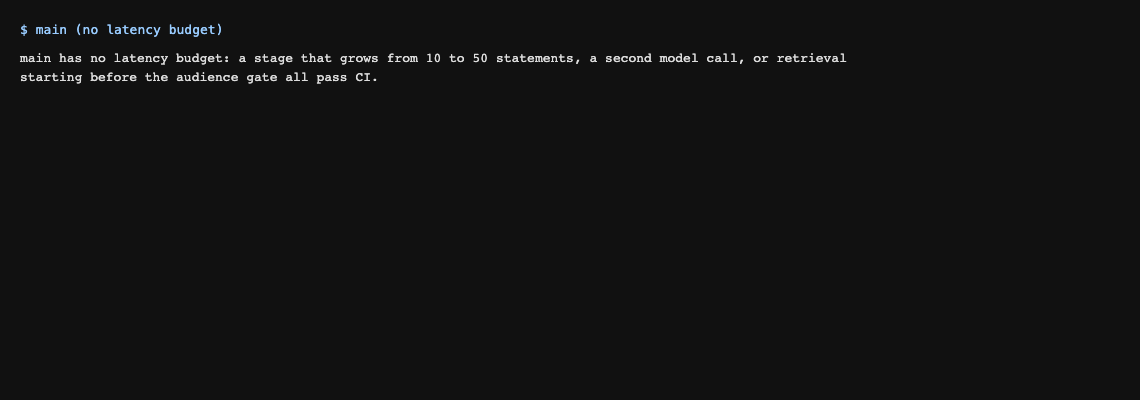 $ main (no latency budget)
main has no latency budget: a stage that grows from 10 to 50 statements, a second model call, or retrieval
starting before the audience gate all pass CI.